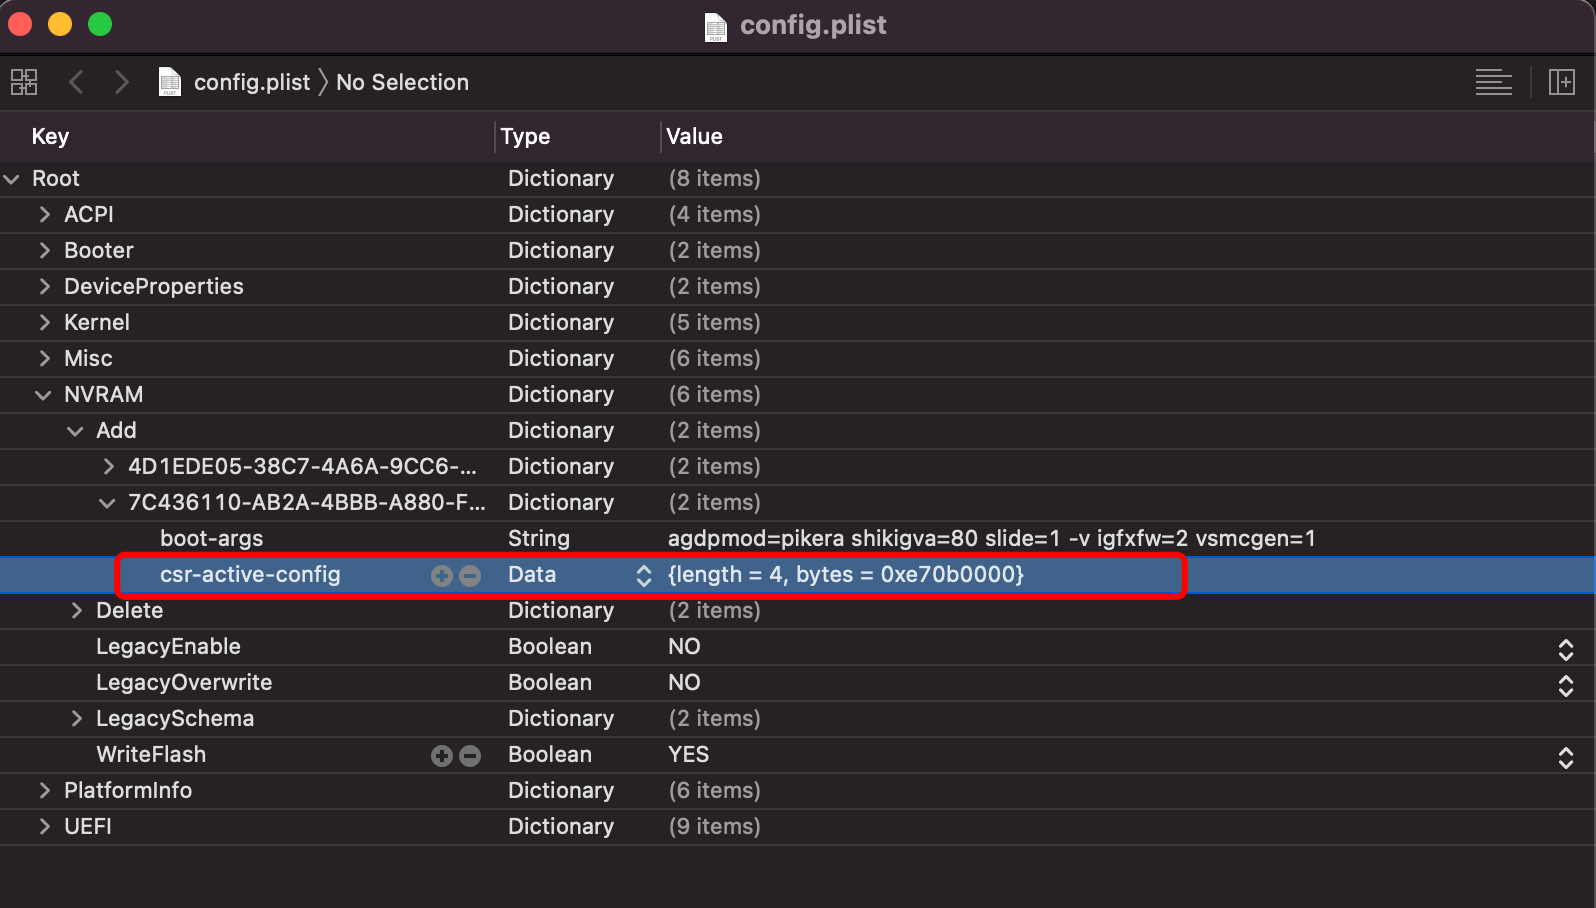 config.plist
config.plist No Selection
Key Type Value
Root Dictionary (8 items)
ACPI Dictionary (4 items)
Booter Dictionary (2 items)
DeviceProperties Dictionary (2 items)
Kernel Dictionary (5 items)
Misc Dictionary (6 items)
NVRAM Dictionary (6 items)
Add Dictionary (2 items)
4D1EDE05-38C7-4A6A-9CC6-... Dictionary (2 items)
7C436110-AB2A-4BBB-A880-F... Dictionary (2 items)
boot-args String agdpmod=pikera shikigva=80 slide=1 -v igfxfw=2 vsmcgen=1
csr-active-config Data {length = 4, bytes = 0xe70b0000}
Delete Dictionary (2 items)
LegacyEnable Boolean NO
LegacyOverwrite Boolean NO
LegacySchema Dictionary (2 items)
WriteFlash Boolean YES
PlatformInfo Dictionary (6 items)
UEFI Dictionary (9 items)